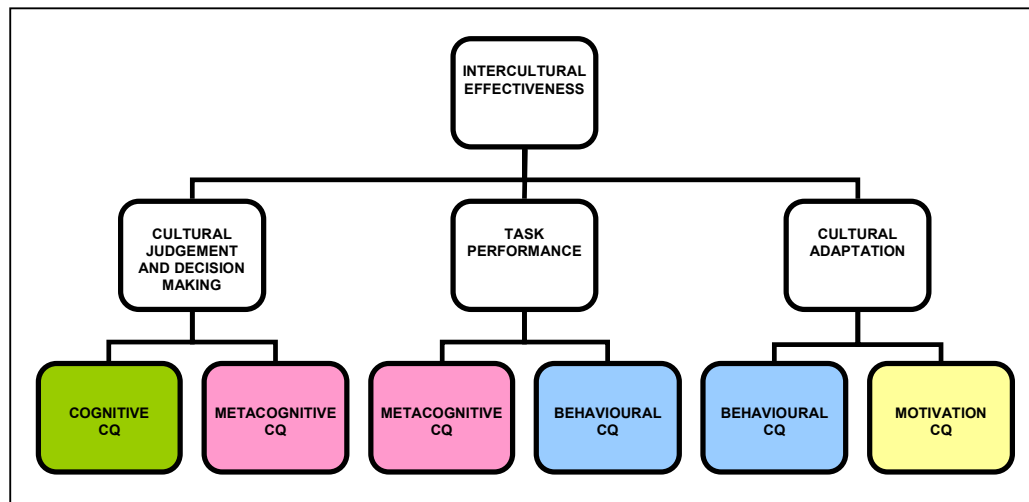 INTERCULTURAL
EFFECTIVENESS
CULTURAL
JUDGEMENT
AND DECISION
MAKING
TASK
PERFORMANCE
CULTURAL
ADAPTATION
COGNITIVE
CQ
METACOGNITIVE
CQ
METACOGNITIVE
CQ
BEHAVIOURAL
CQ
BEHAVIOURAL
CQ
MOTIVATION
CQ